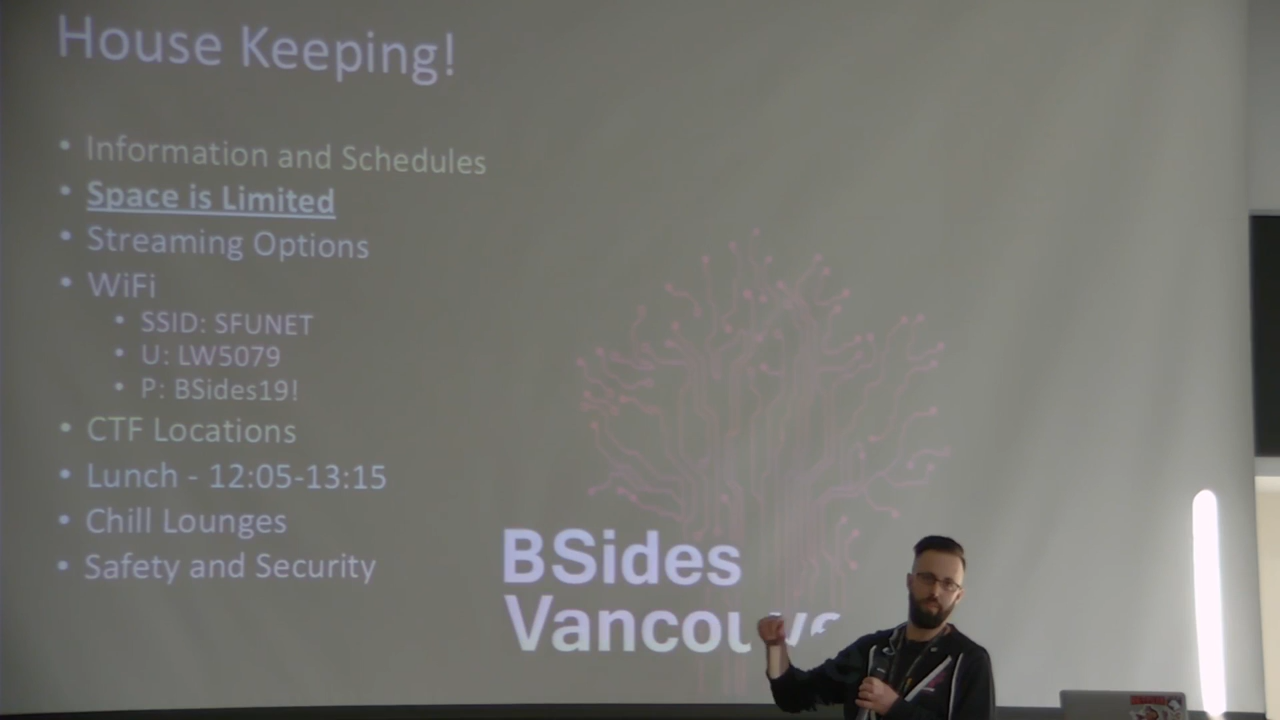 House Keeping!
• Information and Schedules
• Space is Limited
• Streaming Options
• WiFi
• SSID: SFUNET
• U: LW5079
• P: BSides19!
• CTF Locations
• Lunch - 12:05-13:15
• Chill Lounges
• Safety and Security
BSides
Vancouve